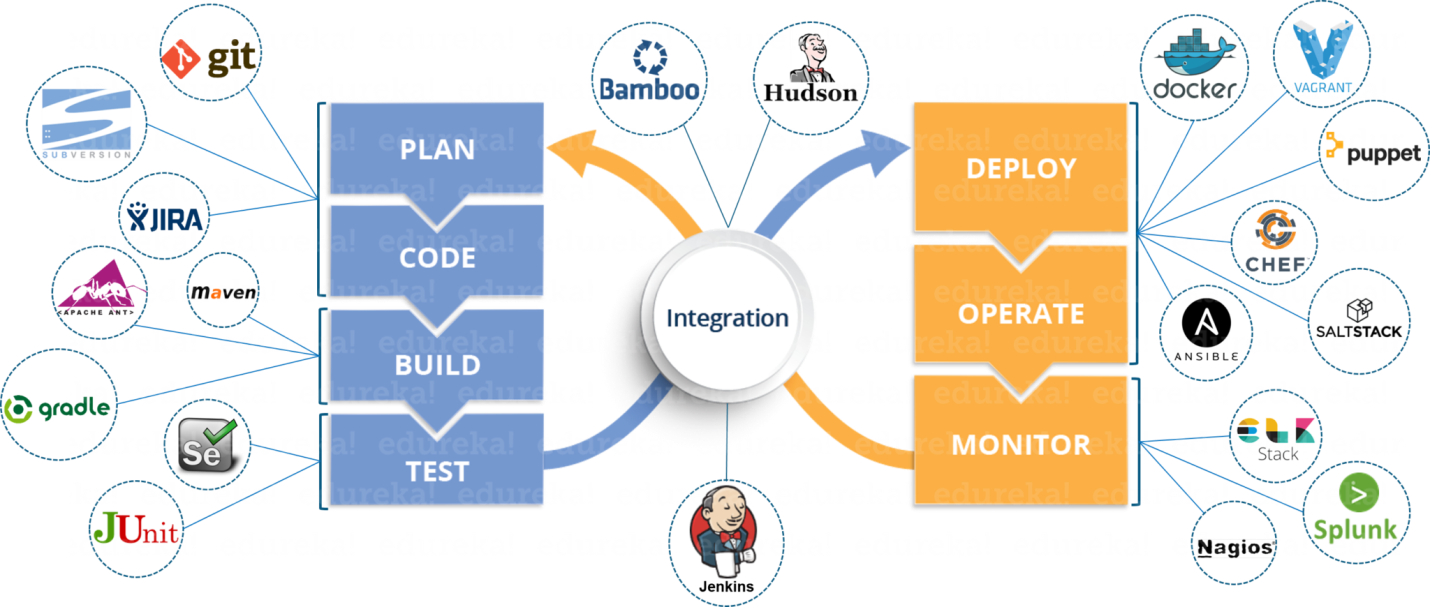 git
SUBVERSION
JIRA
<APACHE ANT>
maven
gradle
Se
JUnit
PLAN
CODE
BUILD
TEST
Bamboo
Hudson
Integration
Jenkins
DEPLOY
OPERATE
MONITOR
docker
VAGRANT
puppet
CHEF
SALTSTACK
ANSIBLE
ELK
Stack
Splunk
Nagios
edureka!